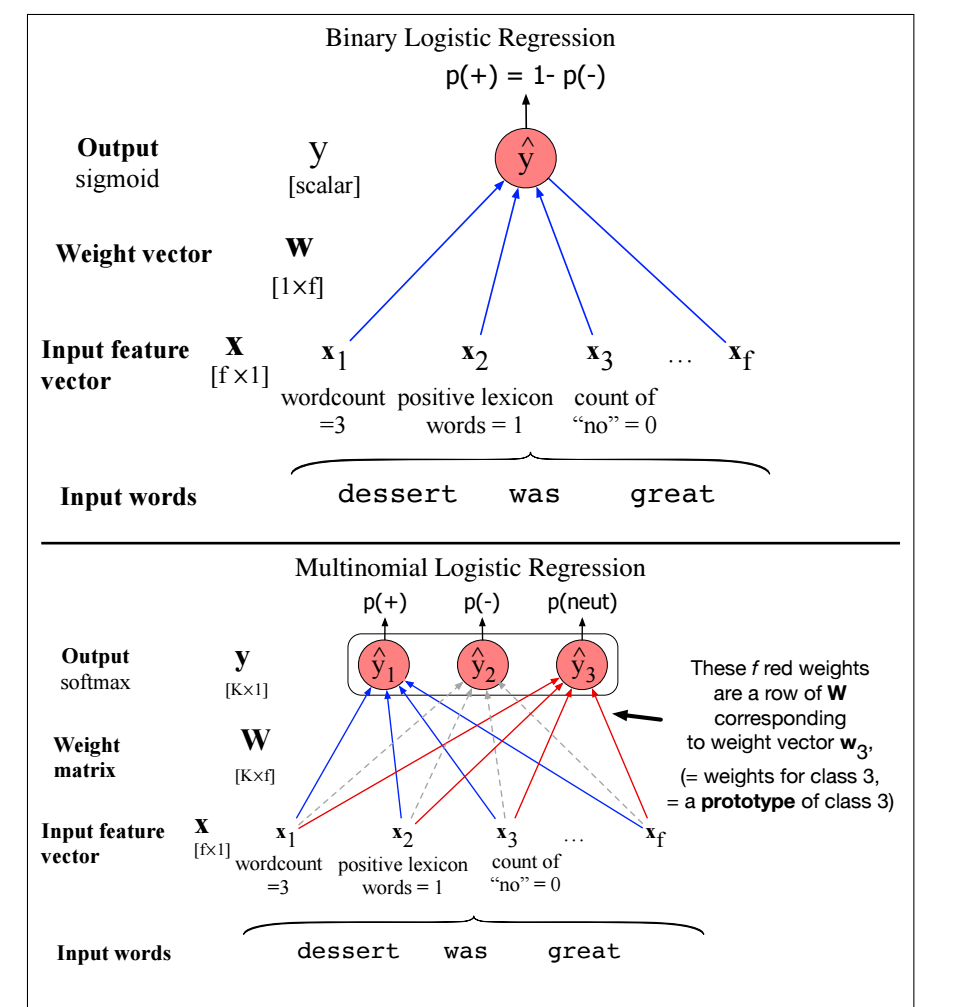 Binary Logistic Regression
p(+) = 1- p(-)
Output
sigmoid
y
[scalar]
ŷ
Weight vector
w
[1×f]
Input feature
vector
x
[f ×1]
x1 x2 x3 … xf
wordcount
=3
positive lexicon
words = 1
count of
“no” = 0
Input words
dessert was great
Multinomial Logistic Regression
p(+) p(-) p(neut)
Output
softmax
y
[K×1]
ŷ1 ŷ2 ŷ3
These f red weights
are a row of W
corresponding
to weight vector w3,
(= weights for class 3,
= a prototype of class 3)
Weight
matrix
W
[K×f]
Input feature
vector
x
[f×1]
x1 x2 x3 … xf
wordcount
=3
positive lexicon
words = 1
count of
“no” = 0
Input words
dessert was great